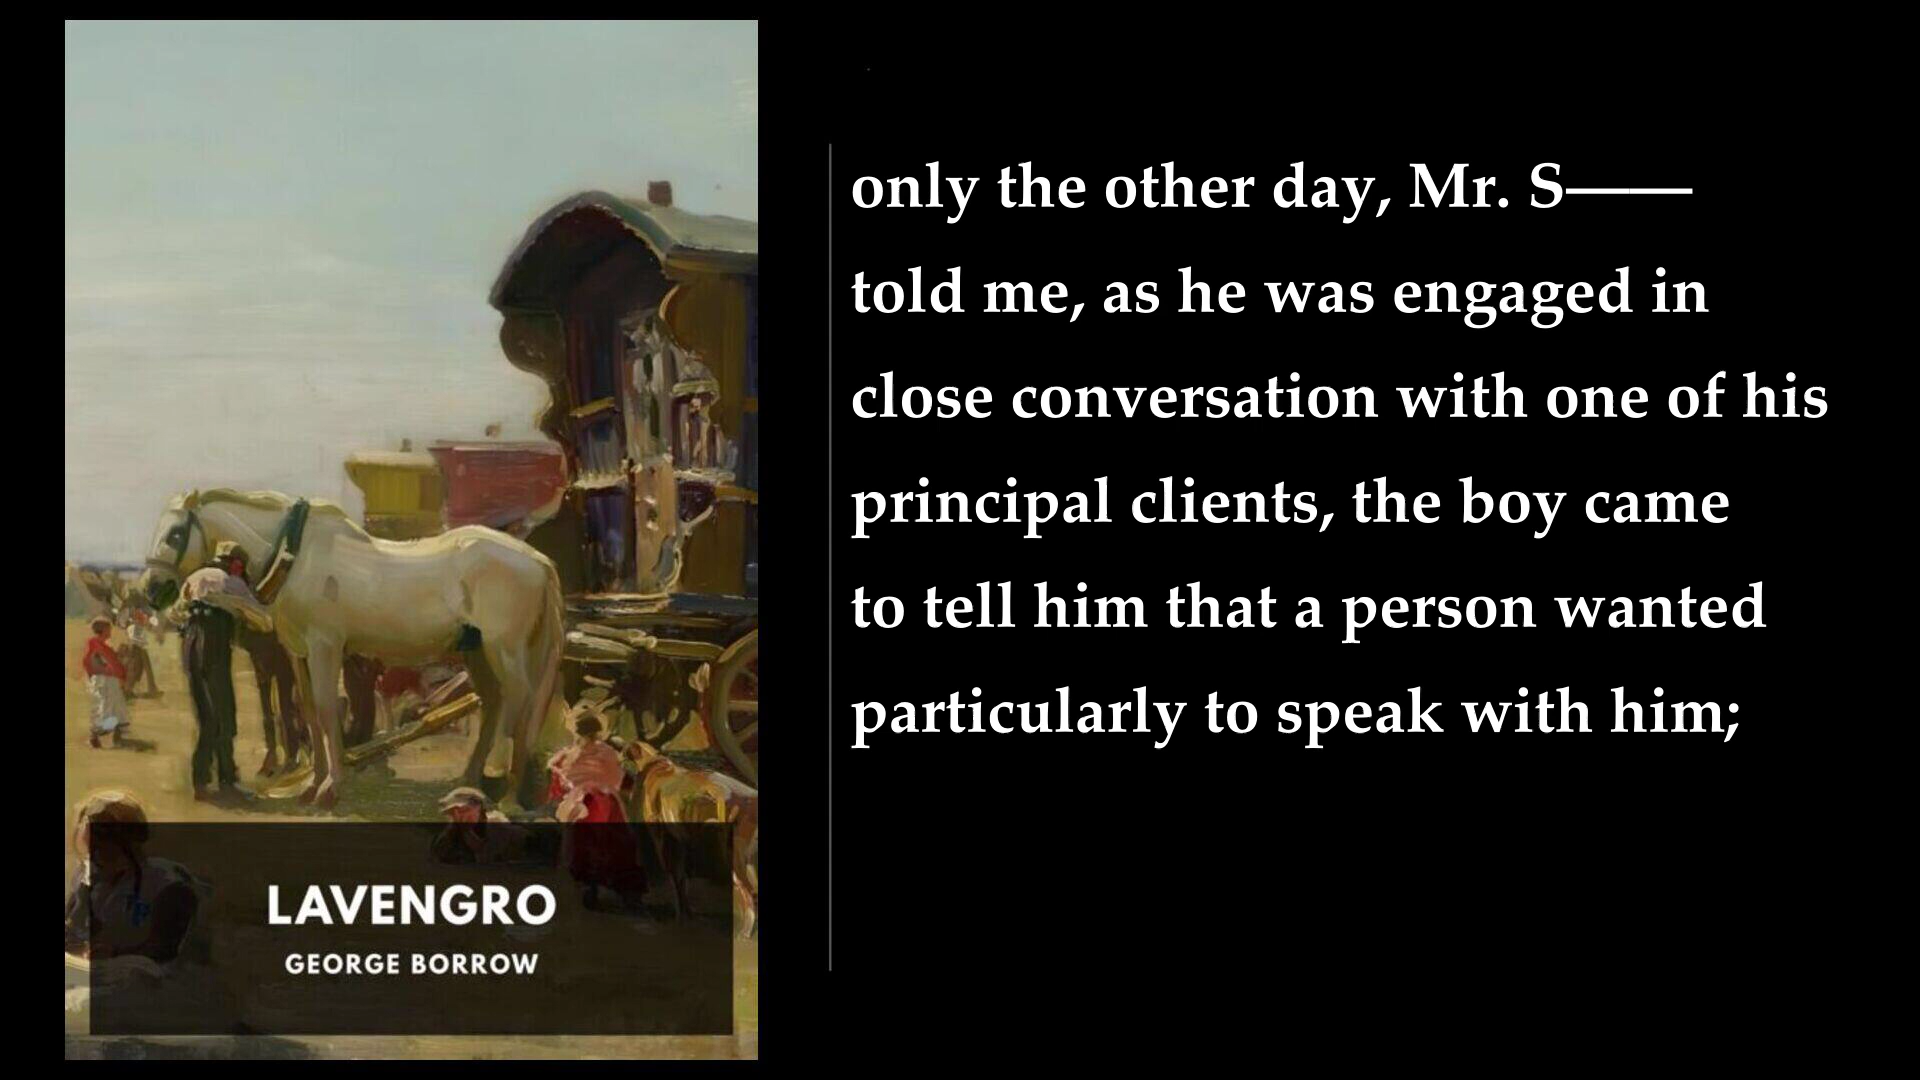 only the other day, Mr. S——
told me, as he was engaged in
close conversation with one of his
principal clients, the boy came
to tell him that a person wanted
particularly to speak with him;
LAVENGRO
GEORGE BORROW